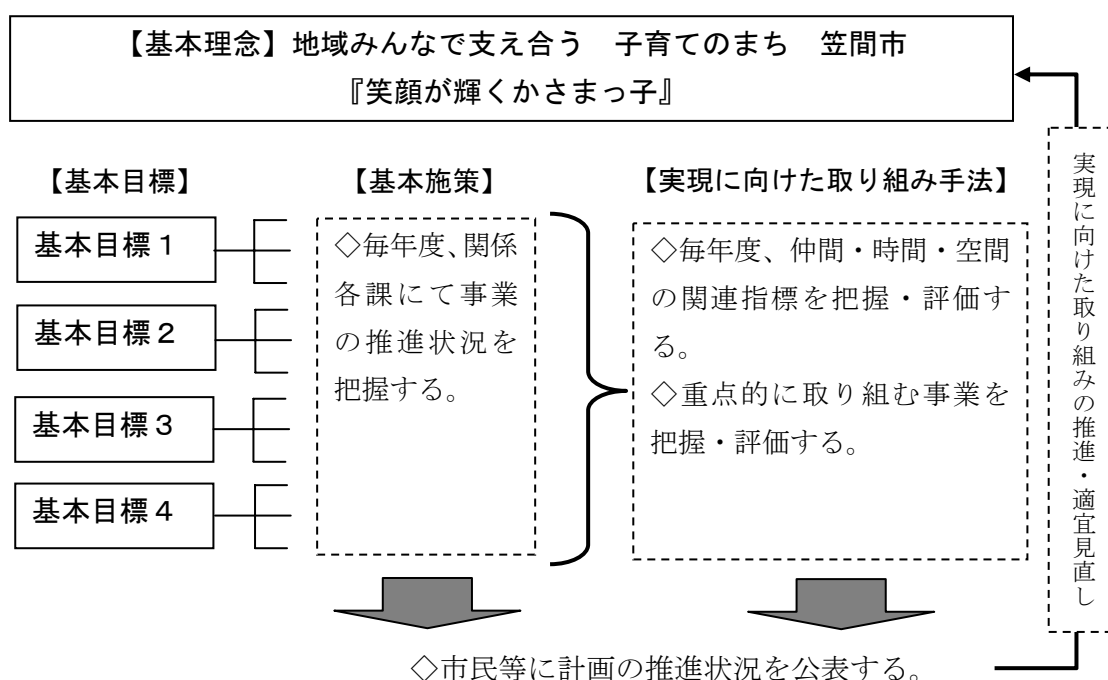 【基本理念】地域みんなで支え合う　子育てのまち　笠間市
『笑顔が輝くかさまっ子』
【基本目標】
基本目標１
基本目標２
基本目標３
基本目標４
【基本施策】
◇毎年度、関係
各課にて事業
の推進状況を
把握する。
【実現に向けた取り組み手法】
◇毎年度、仲間・時間・空間
の関連指標を把握・評価す
る。
◇重点的に取り組む事業を
把握・評価する。
実現に向けた取り組みの推進・適宜見直し
◇市民等に計画の推進状況を公表する。